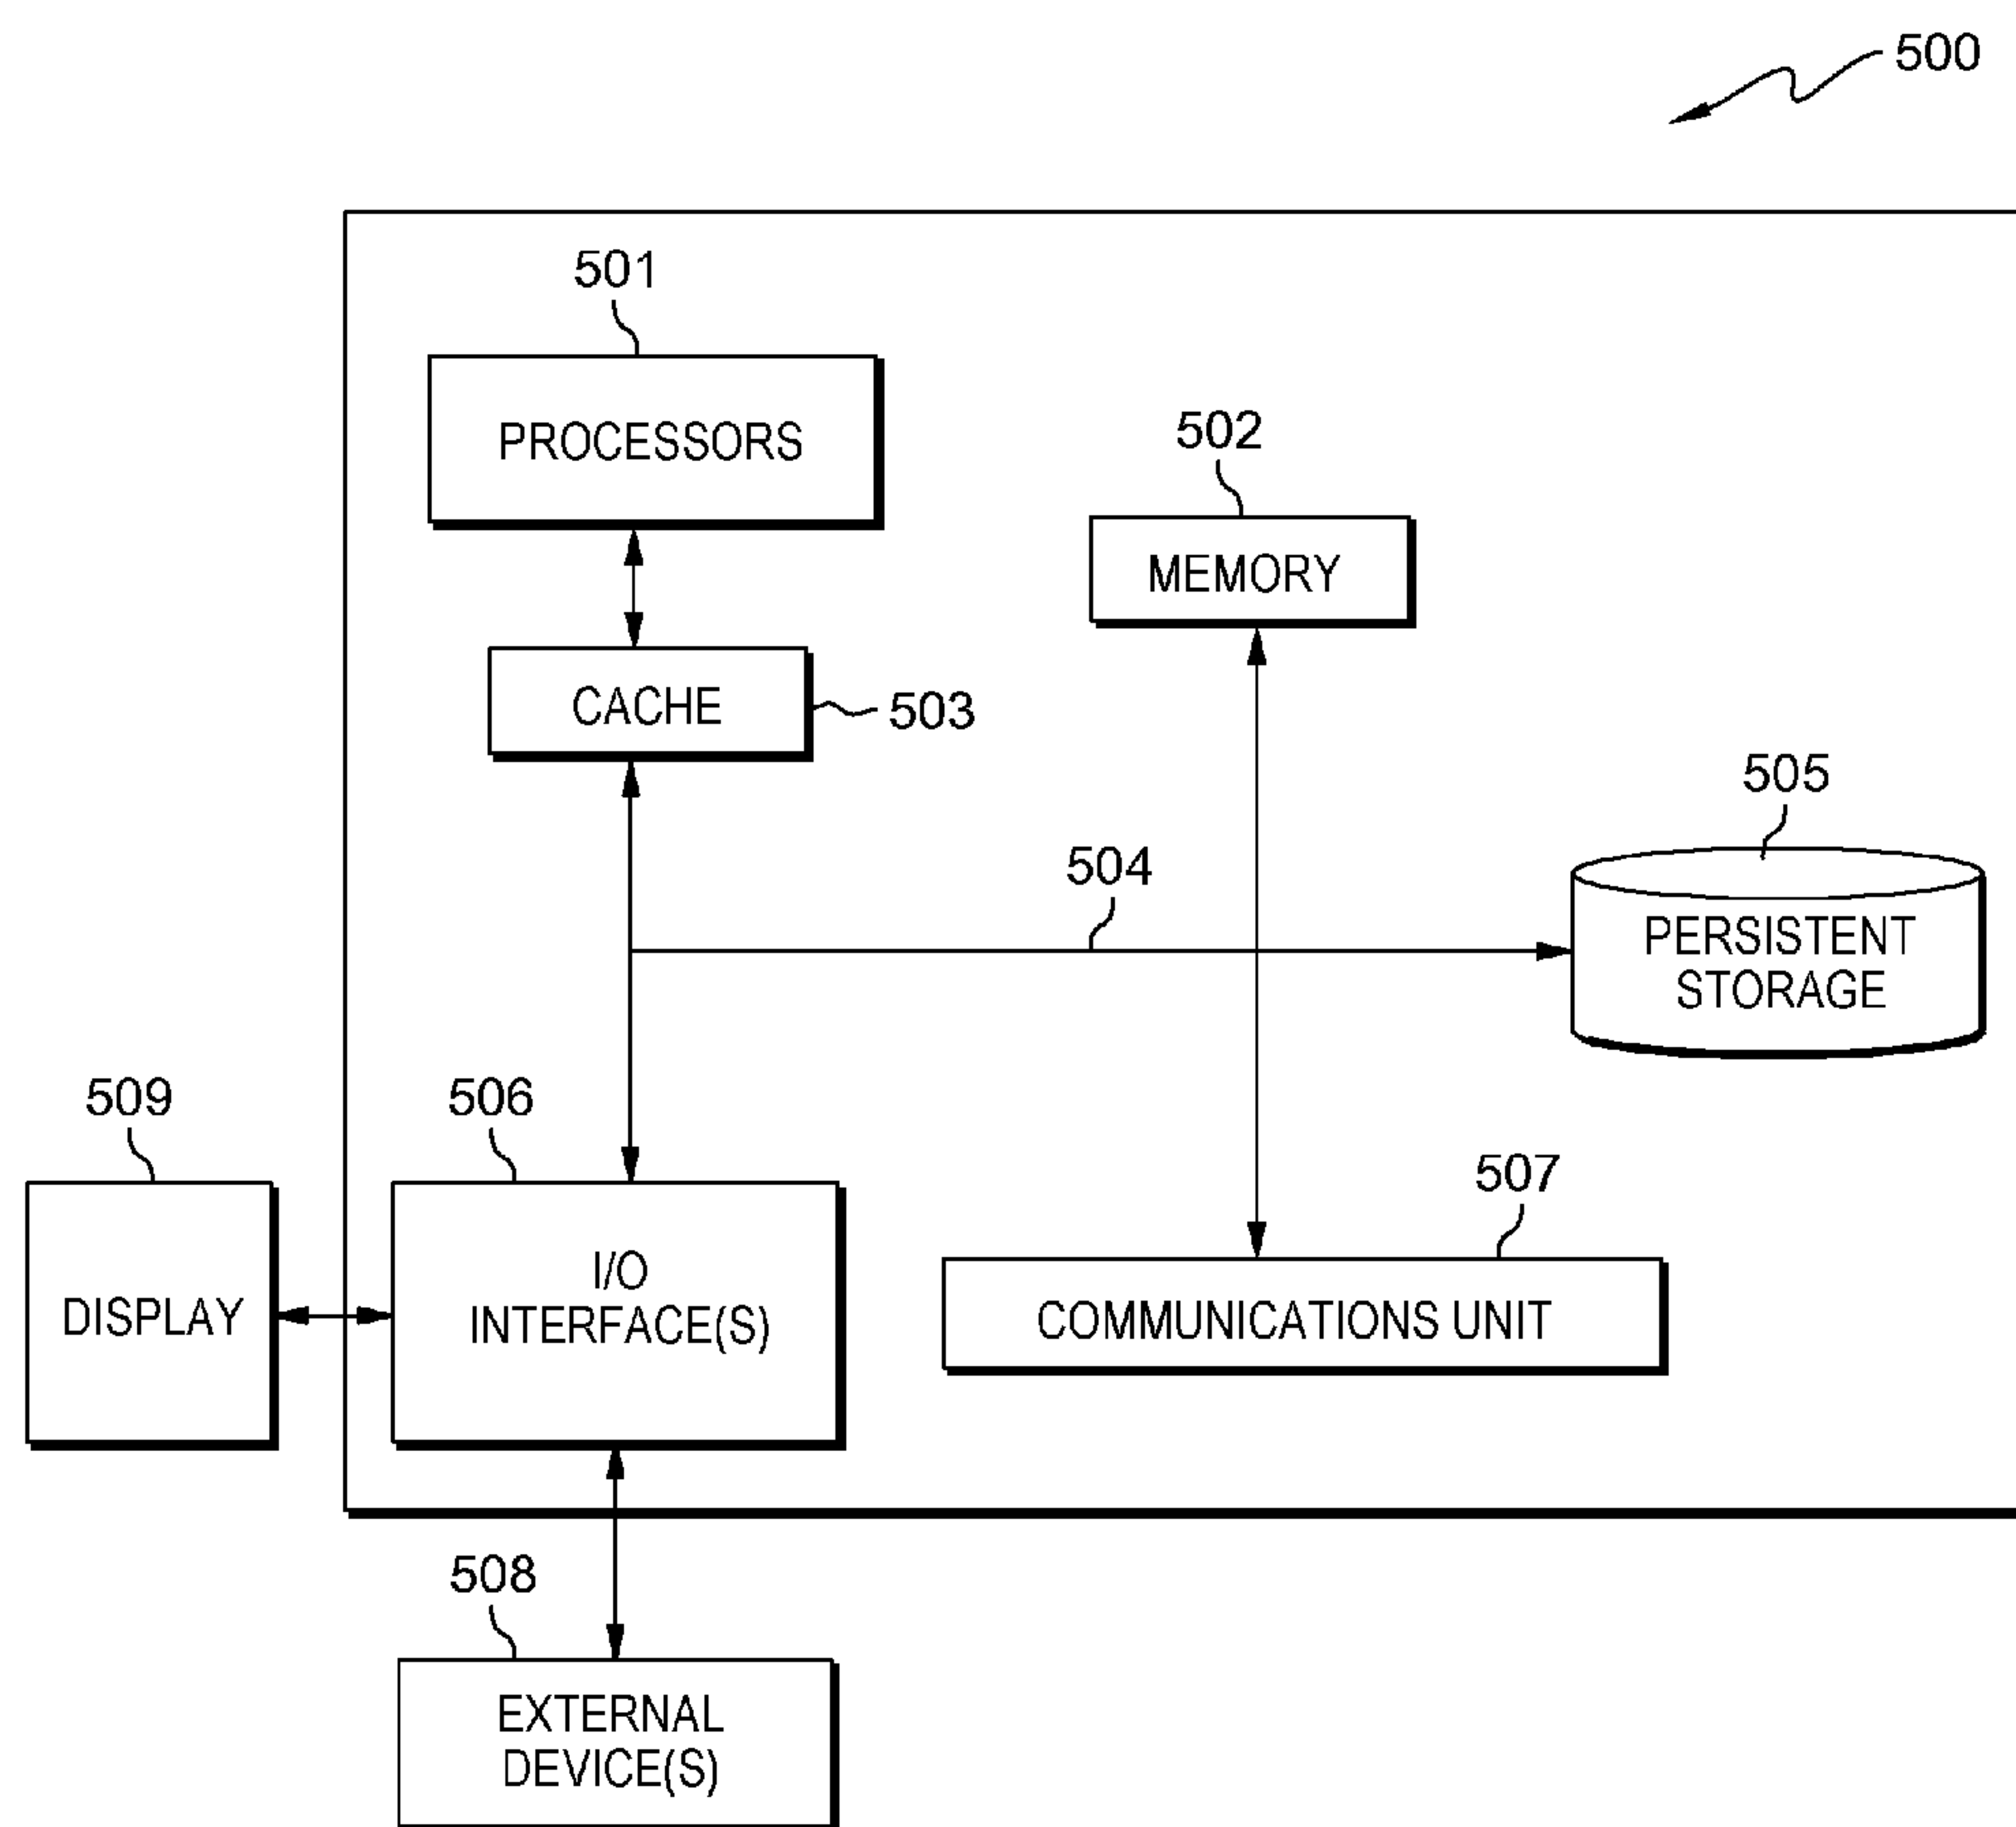 500
501
PROCESSORS
502
MEMORY
CACHE
503
505
504
PERSISTENT
STORAGE
509
506
507
DISPLAY
I/O
INTERFACE(S)
COMMUNICATIONS UNIT
508
EXTERNAL
DEVICE(S)